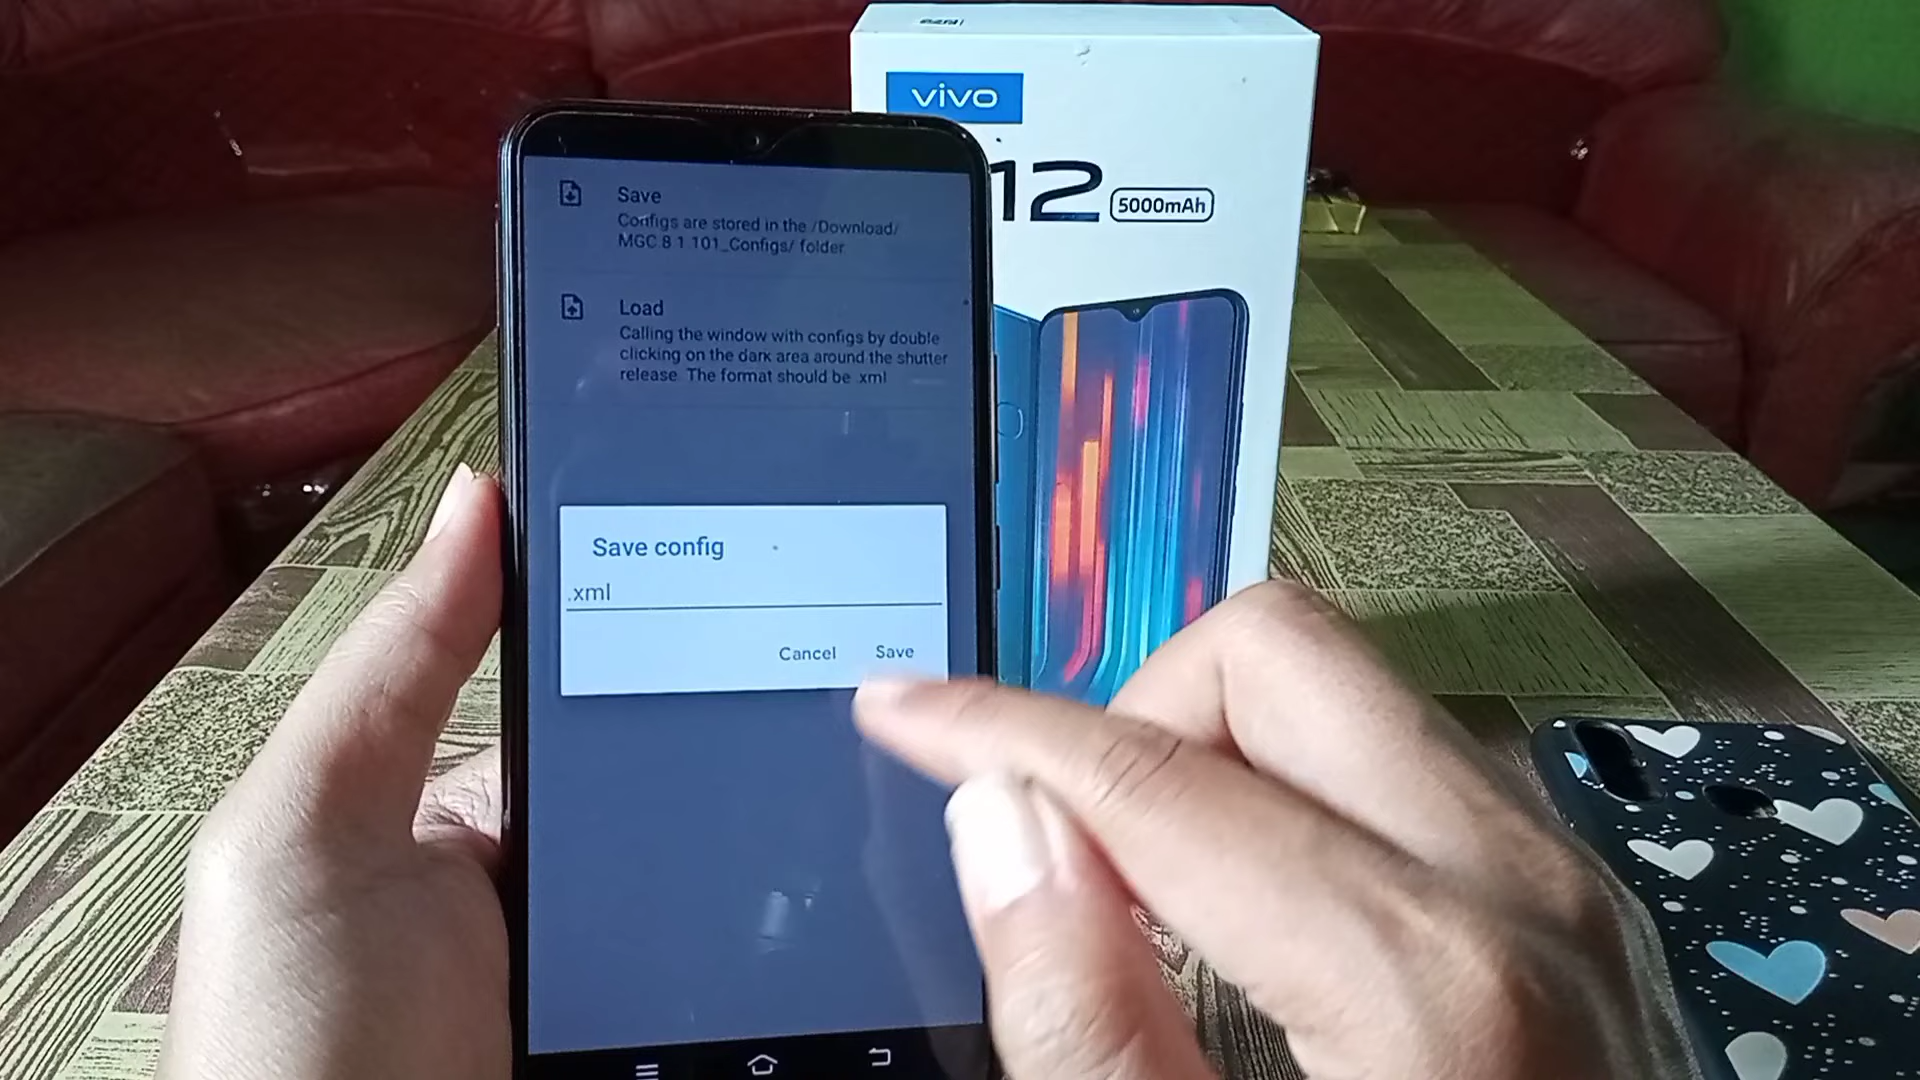 vivo
12 5000mAh
Save
Configs are stored in the /Download/
MGC.8.1.101_Configs/ folder
Load
Calling the window with configs by double
clicking on the dark area around the shutter
release. The format should be .xml
Save config
.xml
Cancel Save